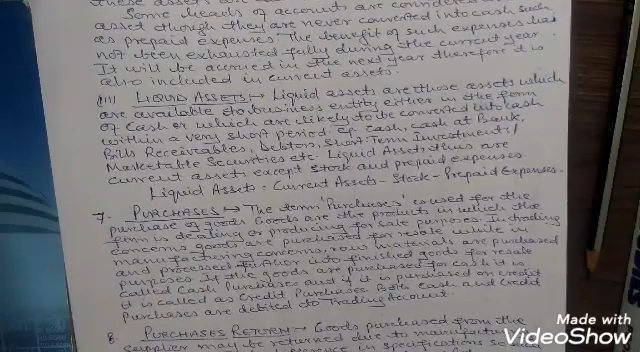 these assets are
Some heads of accounts are considered
asset though they are never converted into cash such
as prepaid expenses. The benefit of such expenses has
not been exhausted fully during the current year.
It will be accrued in the next year therefore it is
also included in current assets.
(iii) LIQUID ASSETS → Liquid assets are those assets which
are available to business entity either in the form
of Cash or which are likely to be converted into cash
within a very short period. eg. cash, cash at Bank,
Bills Receivables, Debtors, Short Term Investment/
Marketable Securities etc. Liquid Assets thus are
current assets except stock and prepaid expenses.
Liquid Assets = Current Assets - Stock - Prepaid Expenses.
7. PURCHASES → The term 'Purchases' is used for the
purchase of goods. Goods are the products in which the
firm is dealing or producing for sale purpose. In trading
concerns goods are purchased for resale while in
manufacturing concerns, raw materials are purchased
and processed further into finished goods for resale
purposes. If the goods are purchased for cash it is
called Cash Purchases and if it is purchased on credit
it is called as Credit Purchases. Both cash and credit
Purchases are debited to Trading Account.
8. PURCHASES RETURN → Goods purchased from the
supplier may be returned due to
in specifications
Made with
VideoShow